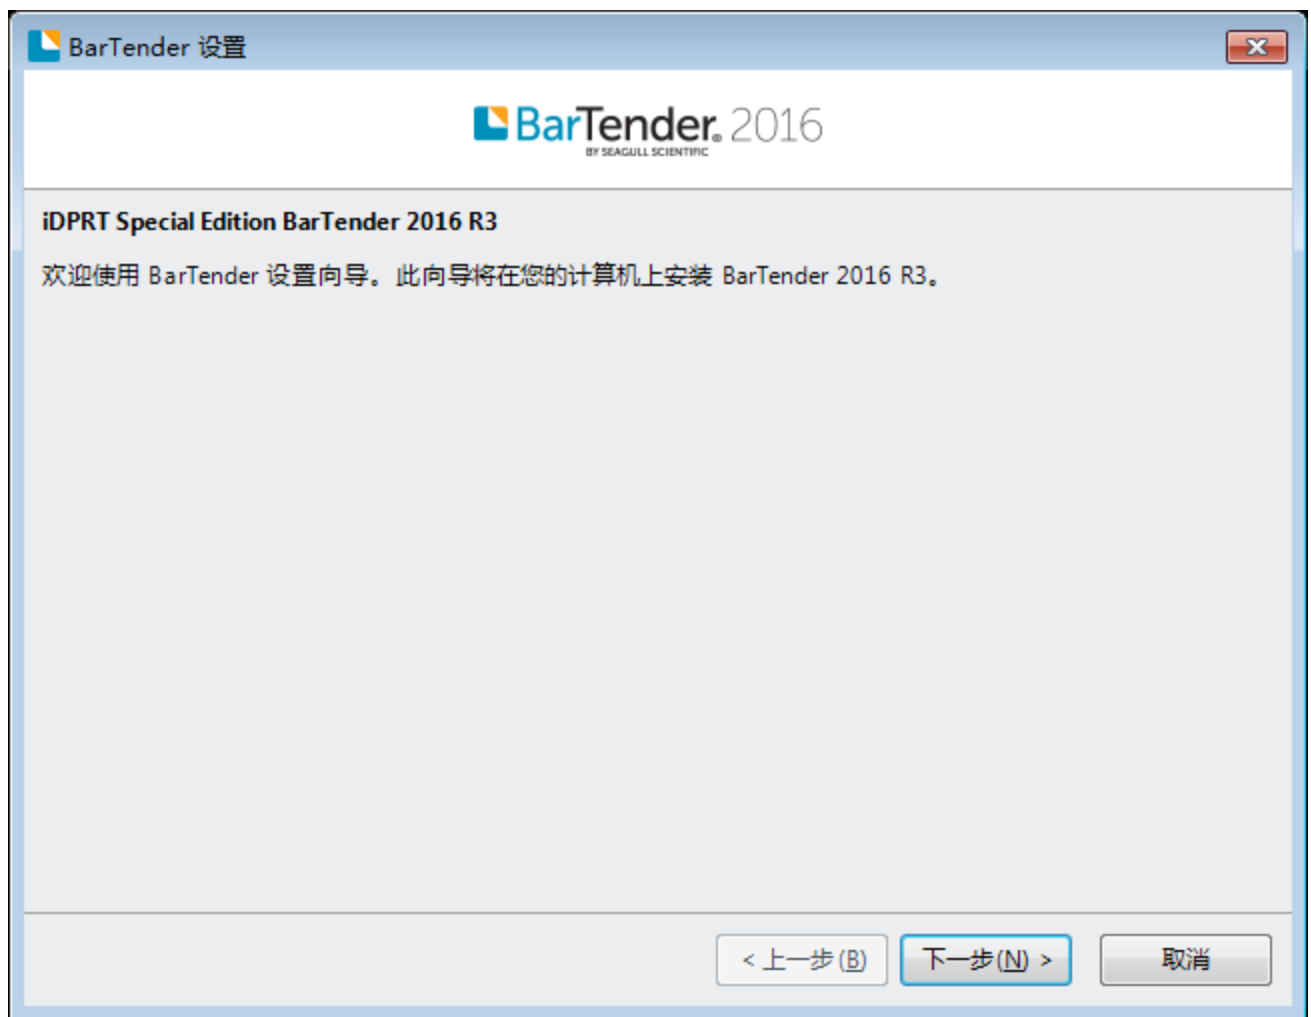 BarTender 设置
BarTender® 2016
BY SEAGULL SCIENTIFIC
iDPRT Special Edition BarTender 2016 R3
欢迎使用 BarTender 设置向导。此向导将在您的计算机上安装 BarTender 2016 R3。
< 上一步(B) 下一步(N) > 取消